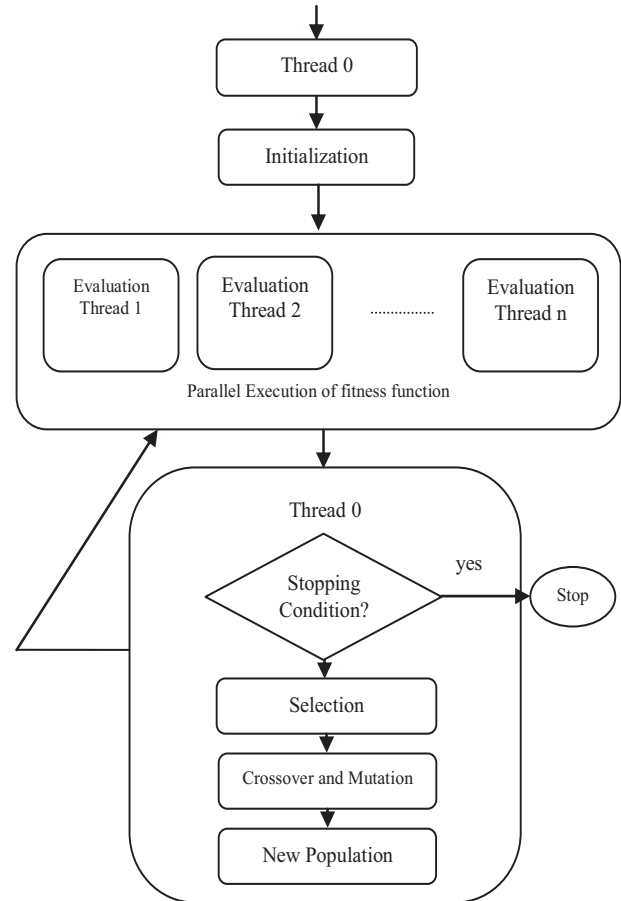 Thread 0
Initialization
Evaluation
Thread 1
Evaluation
Thread 2
................
Evaluation
Thread n
Parallel Execution of fitness function
Thread 0
Stopping
Condition?
yes
Stop
Selection
Crossover and Mutation
New Population